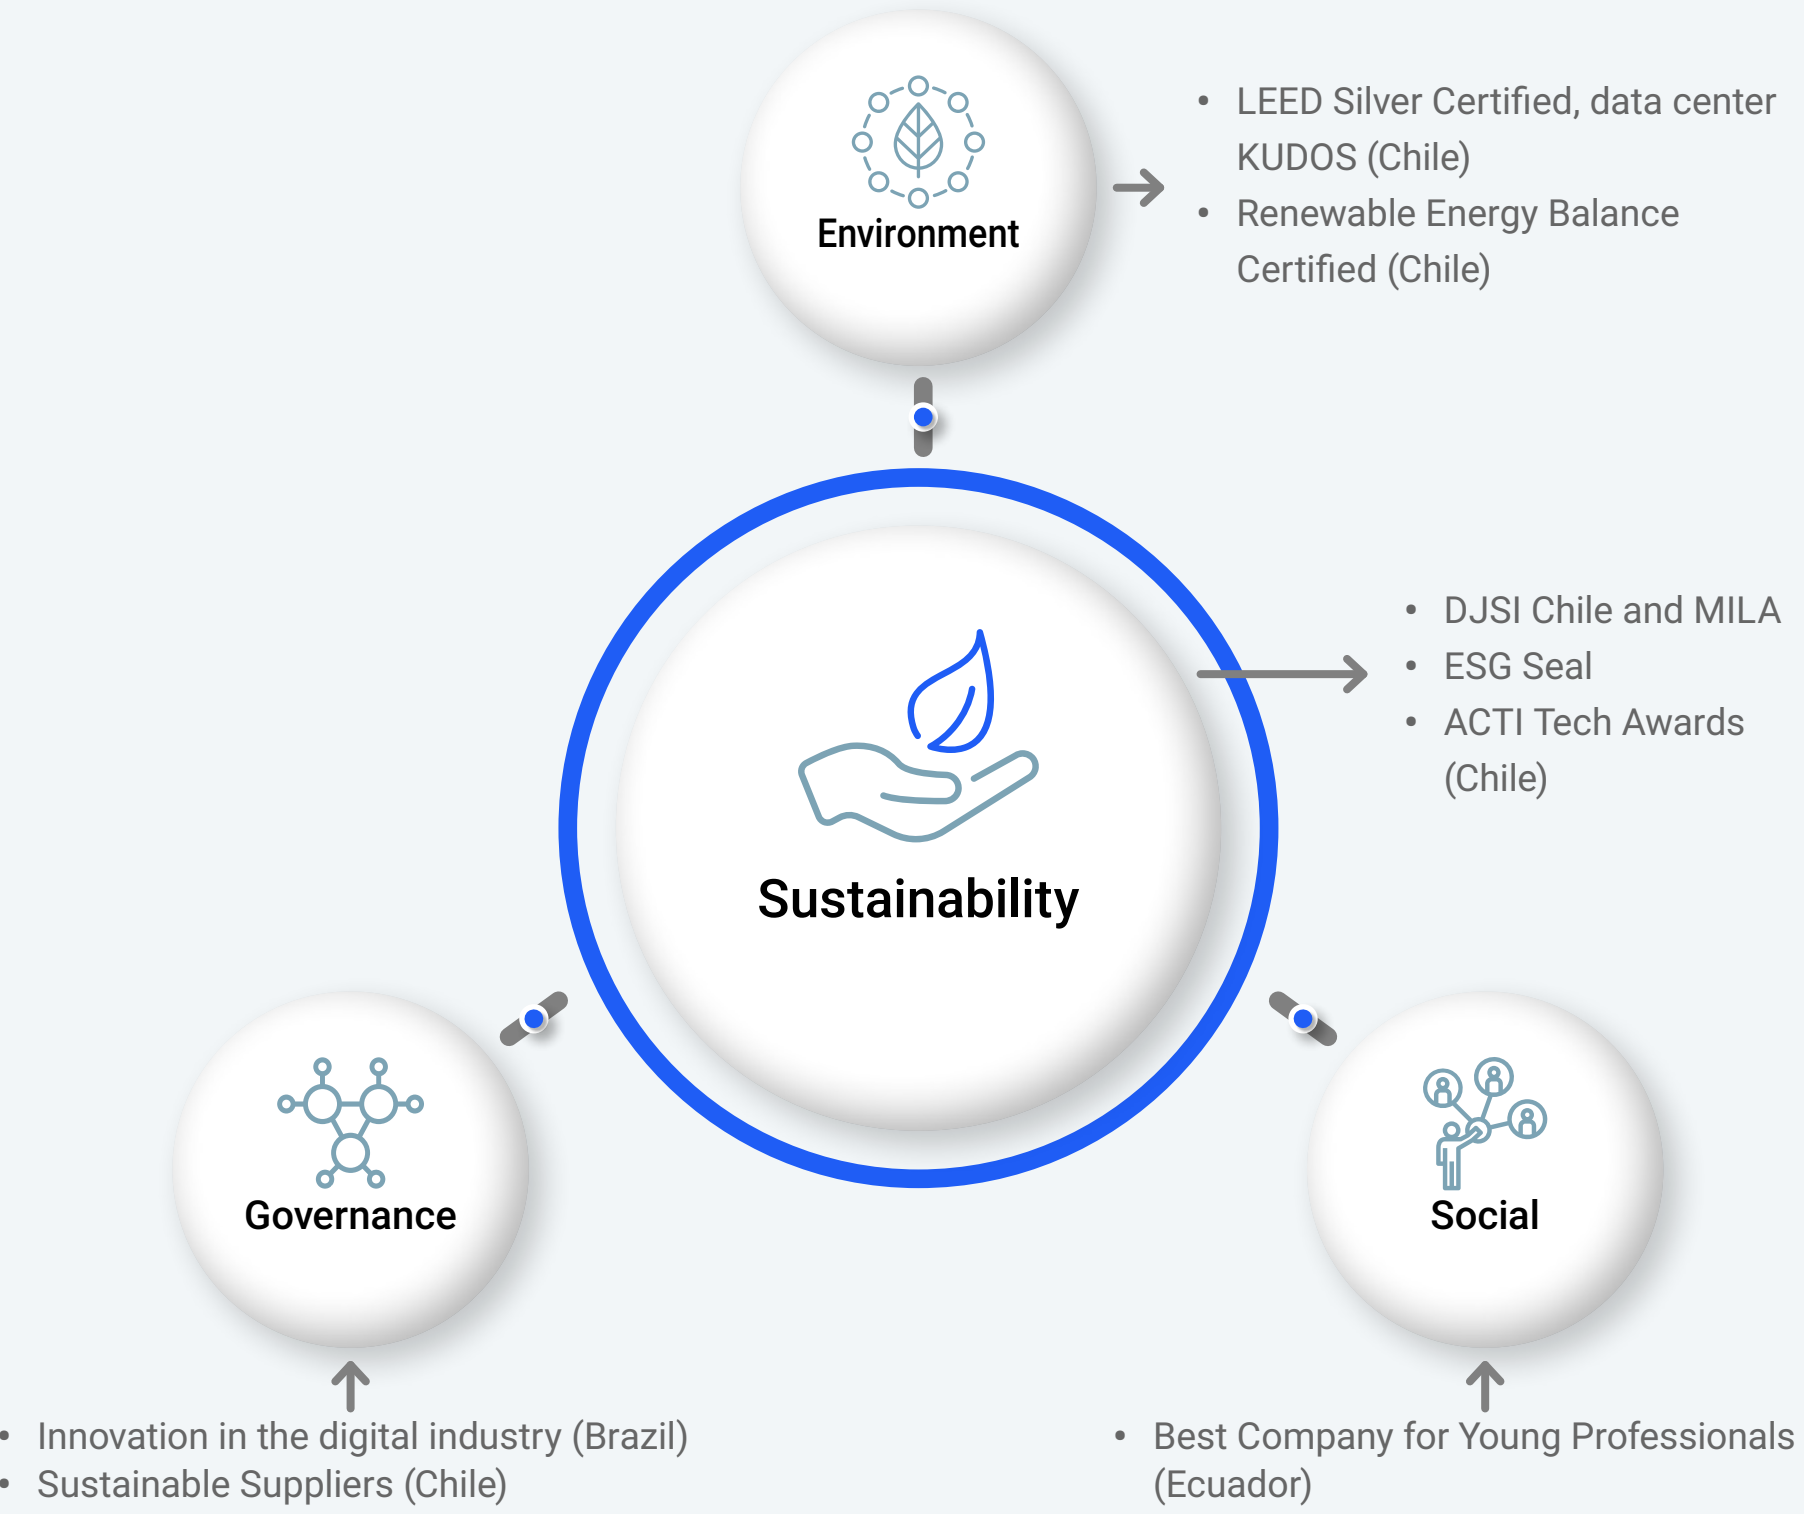 Environment
• LEED Silver Certified, data center
KUDOS (Chile)
• Renewable Energy Balance
Certified (Chile)
Sustainability
• DJSI Chile and MILA
• ESG Seal
• ACTI Tech Awards
(Chile)
Governance
• Innovation in the digital industry (Brazil)
• Sustainable Suppliers (Chile)
Social
• Best Company for Young Professionals
(Ecuador)